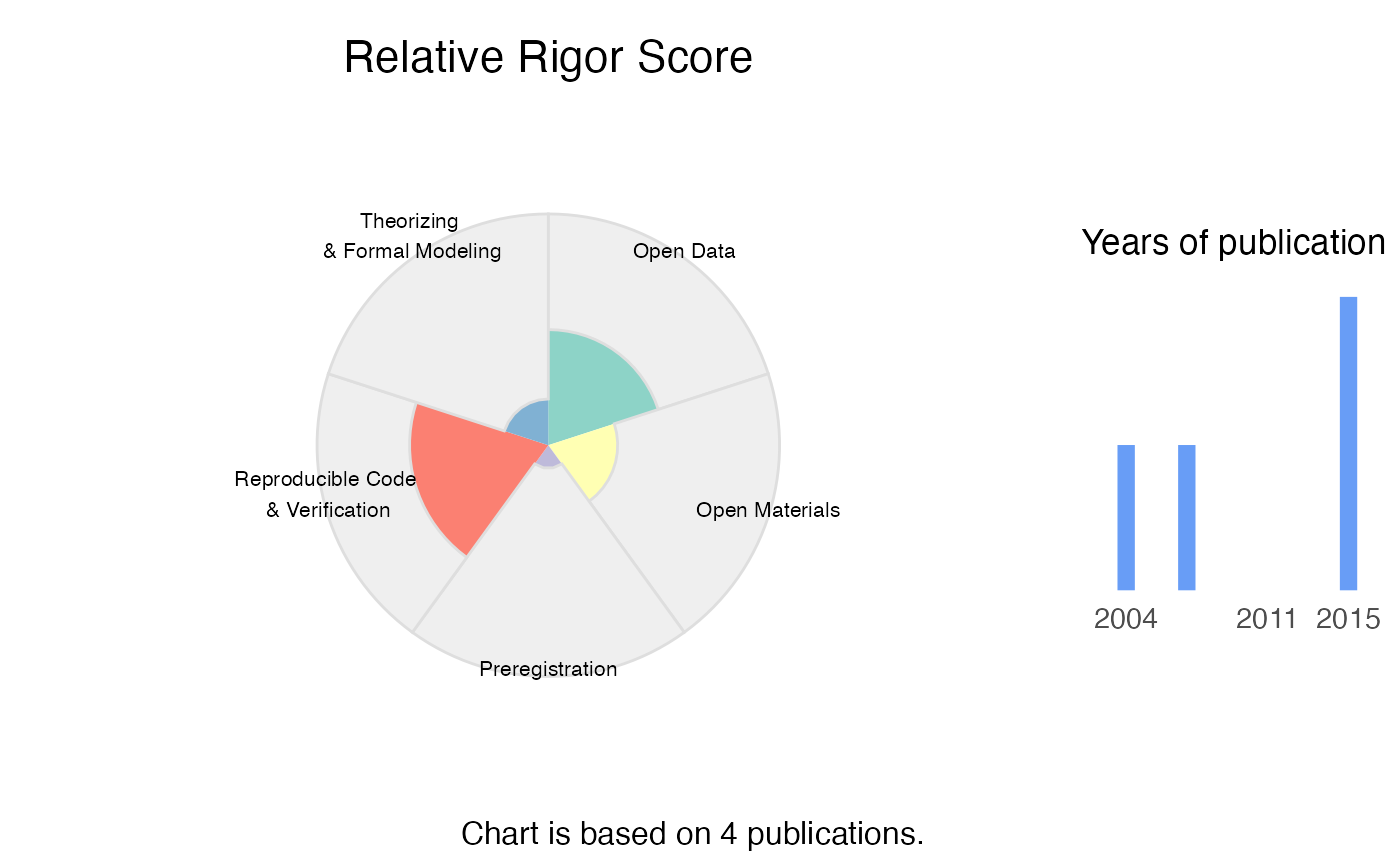 Relative Rigor Score
Theorizing
& Formal Modeling
Open Data
Reproducible Code
& Verification
Open Materials
Preregistration
Years of publication
2004
2011
2015
Chart is based on 4 publications.